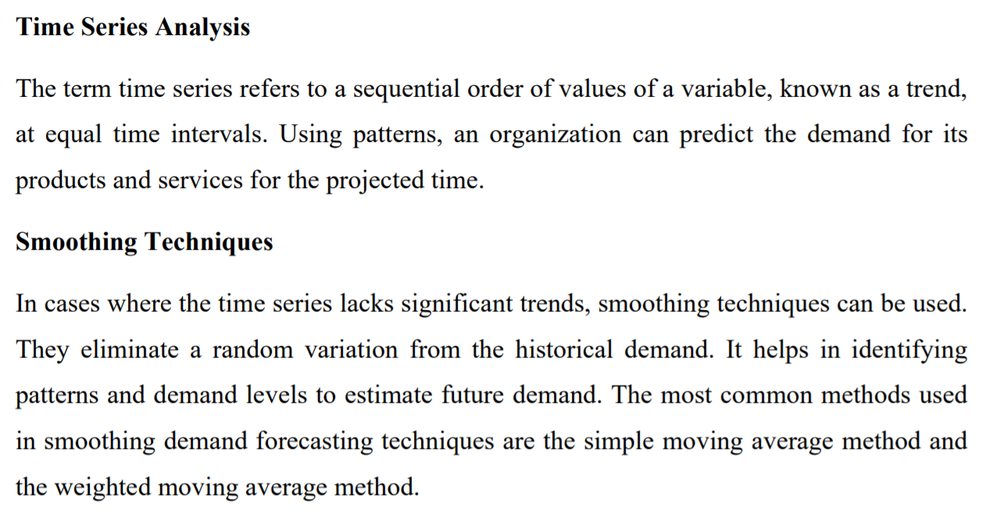 Time Series Analysis
The term time series refers to a sequential order of values of a variable, known as a trend,
at equal time intervals. Using patterns, an organization can predict the demand for its
products and services for the projected time.
Smoothing Techniques
In cases where the time series lacks significant trends, smoothing techniques can be used.
They eliminate a random variation from the historical demand. It helps in identifying
patterns and demand levels to estimate future demand. The most common methods used
in smoothing demand forecasting techniques are the simple moving average method and
the weighted moving average method.